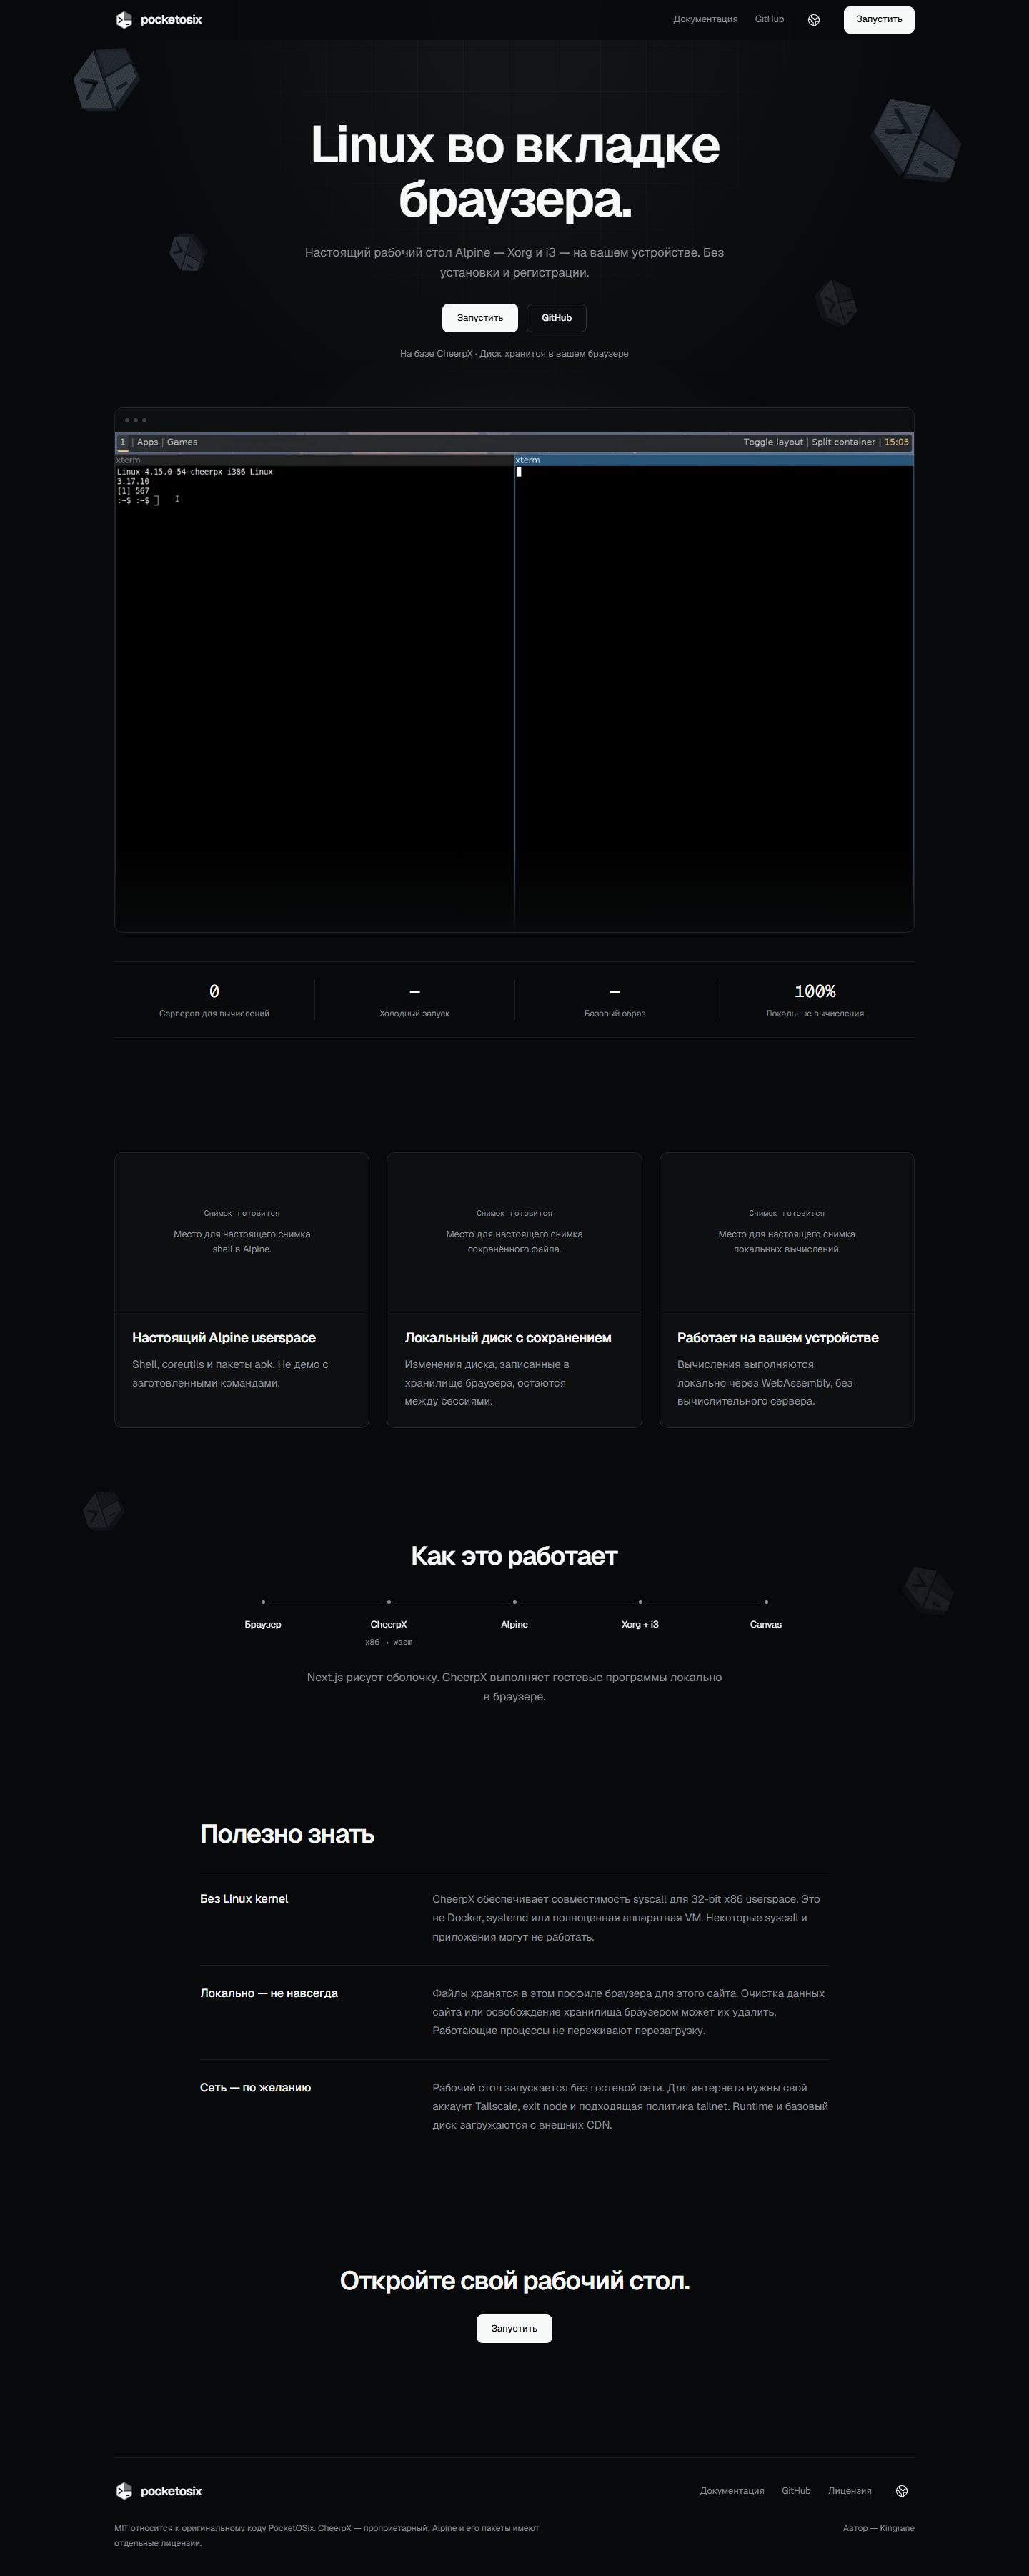 pocketosix
Документация GitHub Запустить
Linux во вкладке
браузера.
Настоящий рабочий стол Alpine — Xorg и i3 — на вашем устройстве. Без
установки и регистрации.
Запустить GitHub
На базе CheerpX · Диск хранится в вашем браузере
1 | Apps | Games
Toggle layout | Split container | 15:05
xterm
Linux 4.15.0-54-cheerpx i386 Linux
3.17.10
[1] 567
:~$ :~$
xterm
0 — — 100%
Серверов для вычислений Холодный запуск Базовый образ Локальные вычисления
Снимок готовится
Место для настоящего снимка
shell в Alpine.
Настоящий Alpine userspace
Shell, coreutils и пакеты apk. Не демо с
заготовленными командами.
Снимок готовится
Место для настоящего снимка
сохранённого файла.
Локальный диск с сохранением
Изменения диска, записанные в
хранилище браузера, остаются
между сессиями.
Снимок готовится
Место для настоящего снимка
локальных вычислений.
Работает на вашем устройстве
Вычисления выполняются
локально через WebAssembly, без
вычислительного сервера.
Как это работает
Браузер CheerpX Alpine Xorg + i3 Canvas
x86 → wasm
Next.js рисует оболочку. CheerpX выполняет гостевые программы локально
в браузере.
Полезно знать
Без Linux kernel
CheerpX обеспечивает совместимость syscall для 32-bit x86 userspace. Это
не Docker, systemd или полноценная аппаратная VM. Некоторые syscall и
приложения могут не работать.
Локально — не навсегда
Файлы хранятся в этом профиле браузера для этого сайта. Очистка данных
сайта или освобождение хранилища браузером может их удалить.
Работающие процессы не переживают перезагрузку.
Сеть — по желанию
Рабочий стол запускается без гостевой сети. Для интернета нужны свой
аккаунт Tailscale, exit node и подходящая политика tailnet. Runtime и базовый
диск загружаются с внешних CDN.
Откройте свой рабочий стол.
Запустить
pocketosix
Документация GitHub Лицензия
MIT относится к оригинальному коду PocketOSix. CheerpX — проприетарный; Alpine и его пакеты имеют
отдельные лицензии.
Автор — Kingrane